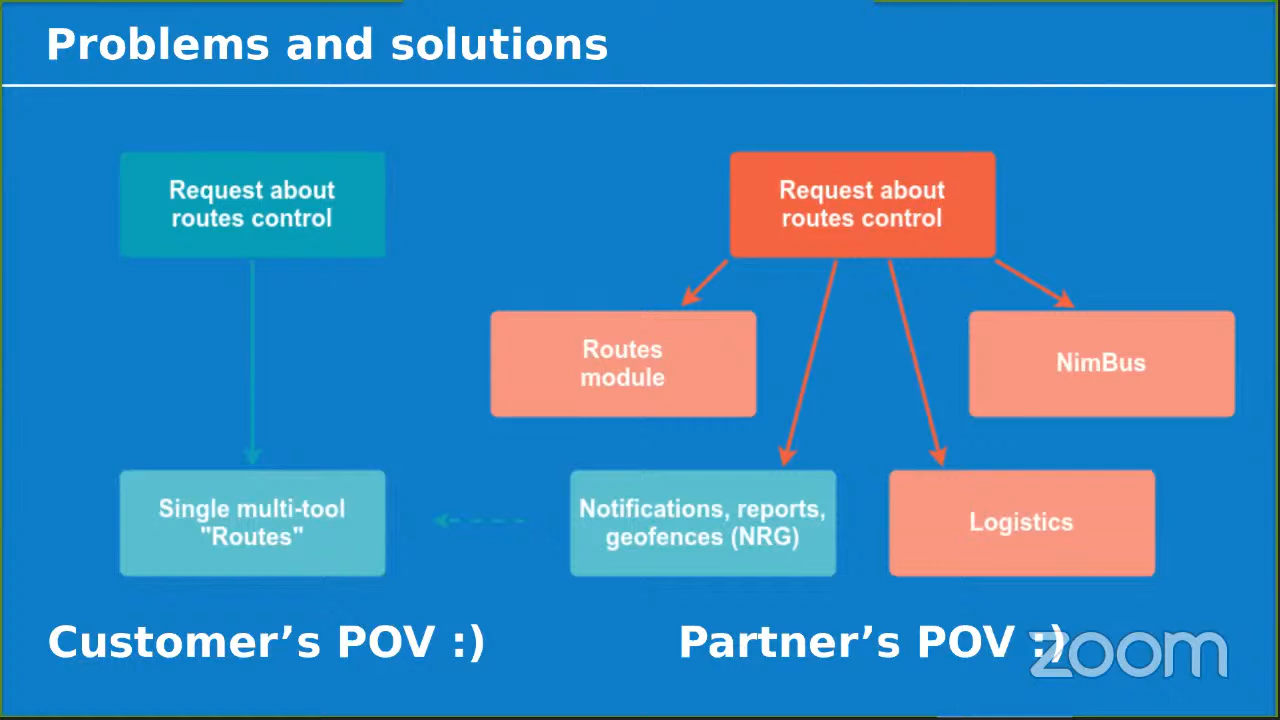 Problems and solutions
Request about
routes control
Request about
routes control
Routes
module
NimBus
Single multi-tool
"Routes"
Notifications, reports,
geofences (NRG)
Logistics
Customer’s POV :)
Partner’s POV :)
zoom